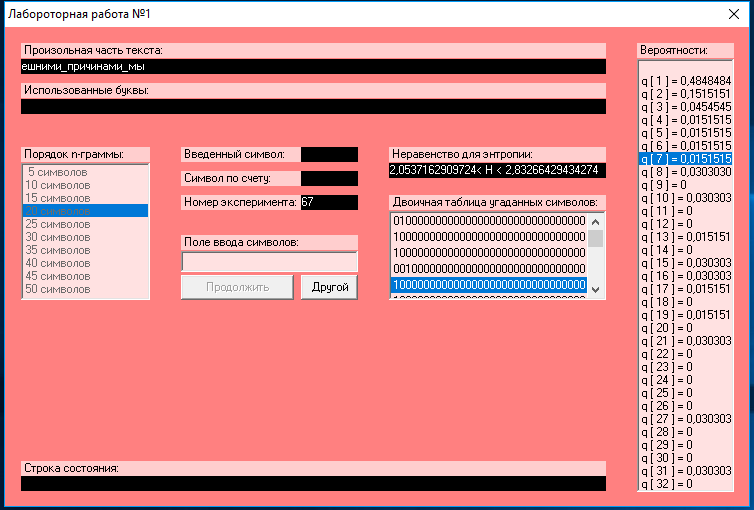 Лабороторная работа №1
Произольная часть текста:
ешними_причинами_мы
Использованные буквы:
Порядок n-граммы:
5 символов
10 символов
15 символов
20 символов
25 символов
30 символов
35 символов
40 символов
45 символов
50 символов
Введенный символ:
Символ по счету:
Номер эксперимента: 67
Поле ввода символов:
Продолжить
Другой
Неравенство для энтропии:
2,0537162909724< H < 2,83266429434274
Двоичная таблица угаданных символов:
01000000000000000000000000000000
10000000000000000000000000000000
10000000000000000000000000000000
00100000000000000000000000000000
10000000000000000000000000000000
Строка состояния:
Вероятности:
q [ 1 ] = 0,4848484
q [ 2 ] = 0,1515151
q [ 3 ] = 0,0454545
q [ 4 ] = 0,0151515
q [ 5 ] = 0,0151515
q [ 6 ] = 0,0151515
q [ 7 ] = 0,0151515
q [ 8 ] = 0,0303030
q [ 9 ] = 0
q [ 10 ] = 0,030303
q [ 11 ] = 0
q [ 12 ] = 0
q [ 13 ] = 0,015151
q [ 14 ] = 0
q [ 15 ] = 0,030303
q [ 16 ] = 0,030303
q [ 17 ] = 0,015151
q [ 18 ] = 0
q [ 19 ] = 0,015151
q [ 20 ] = 0
q [ 21 ] = 0,030303
q [ 22 ] = 0
q [ 23 ] = 0
q [ 24 ] = 0
q [ 25 ] = 0
q [ 26 ] = 0
q [ 27 ] = 0,030303
q [ 28 ] = 0
q [ 29 ] = 0
q [ 30 ] = 0
q [ 31 ] = 0,030303
q [ 32 ] = 0